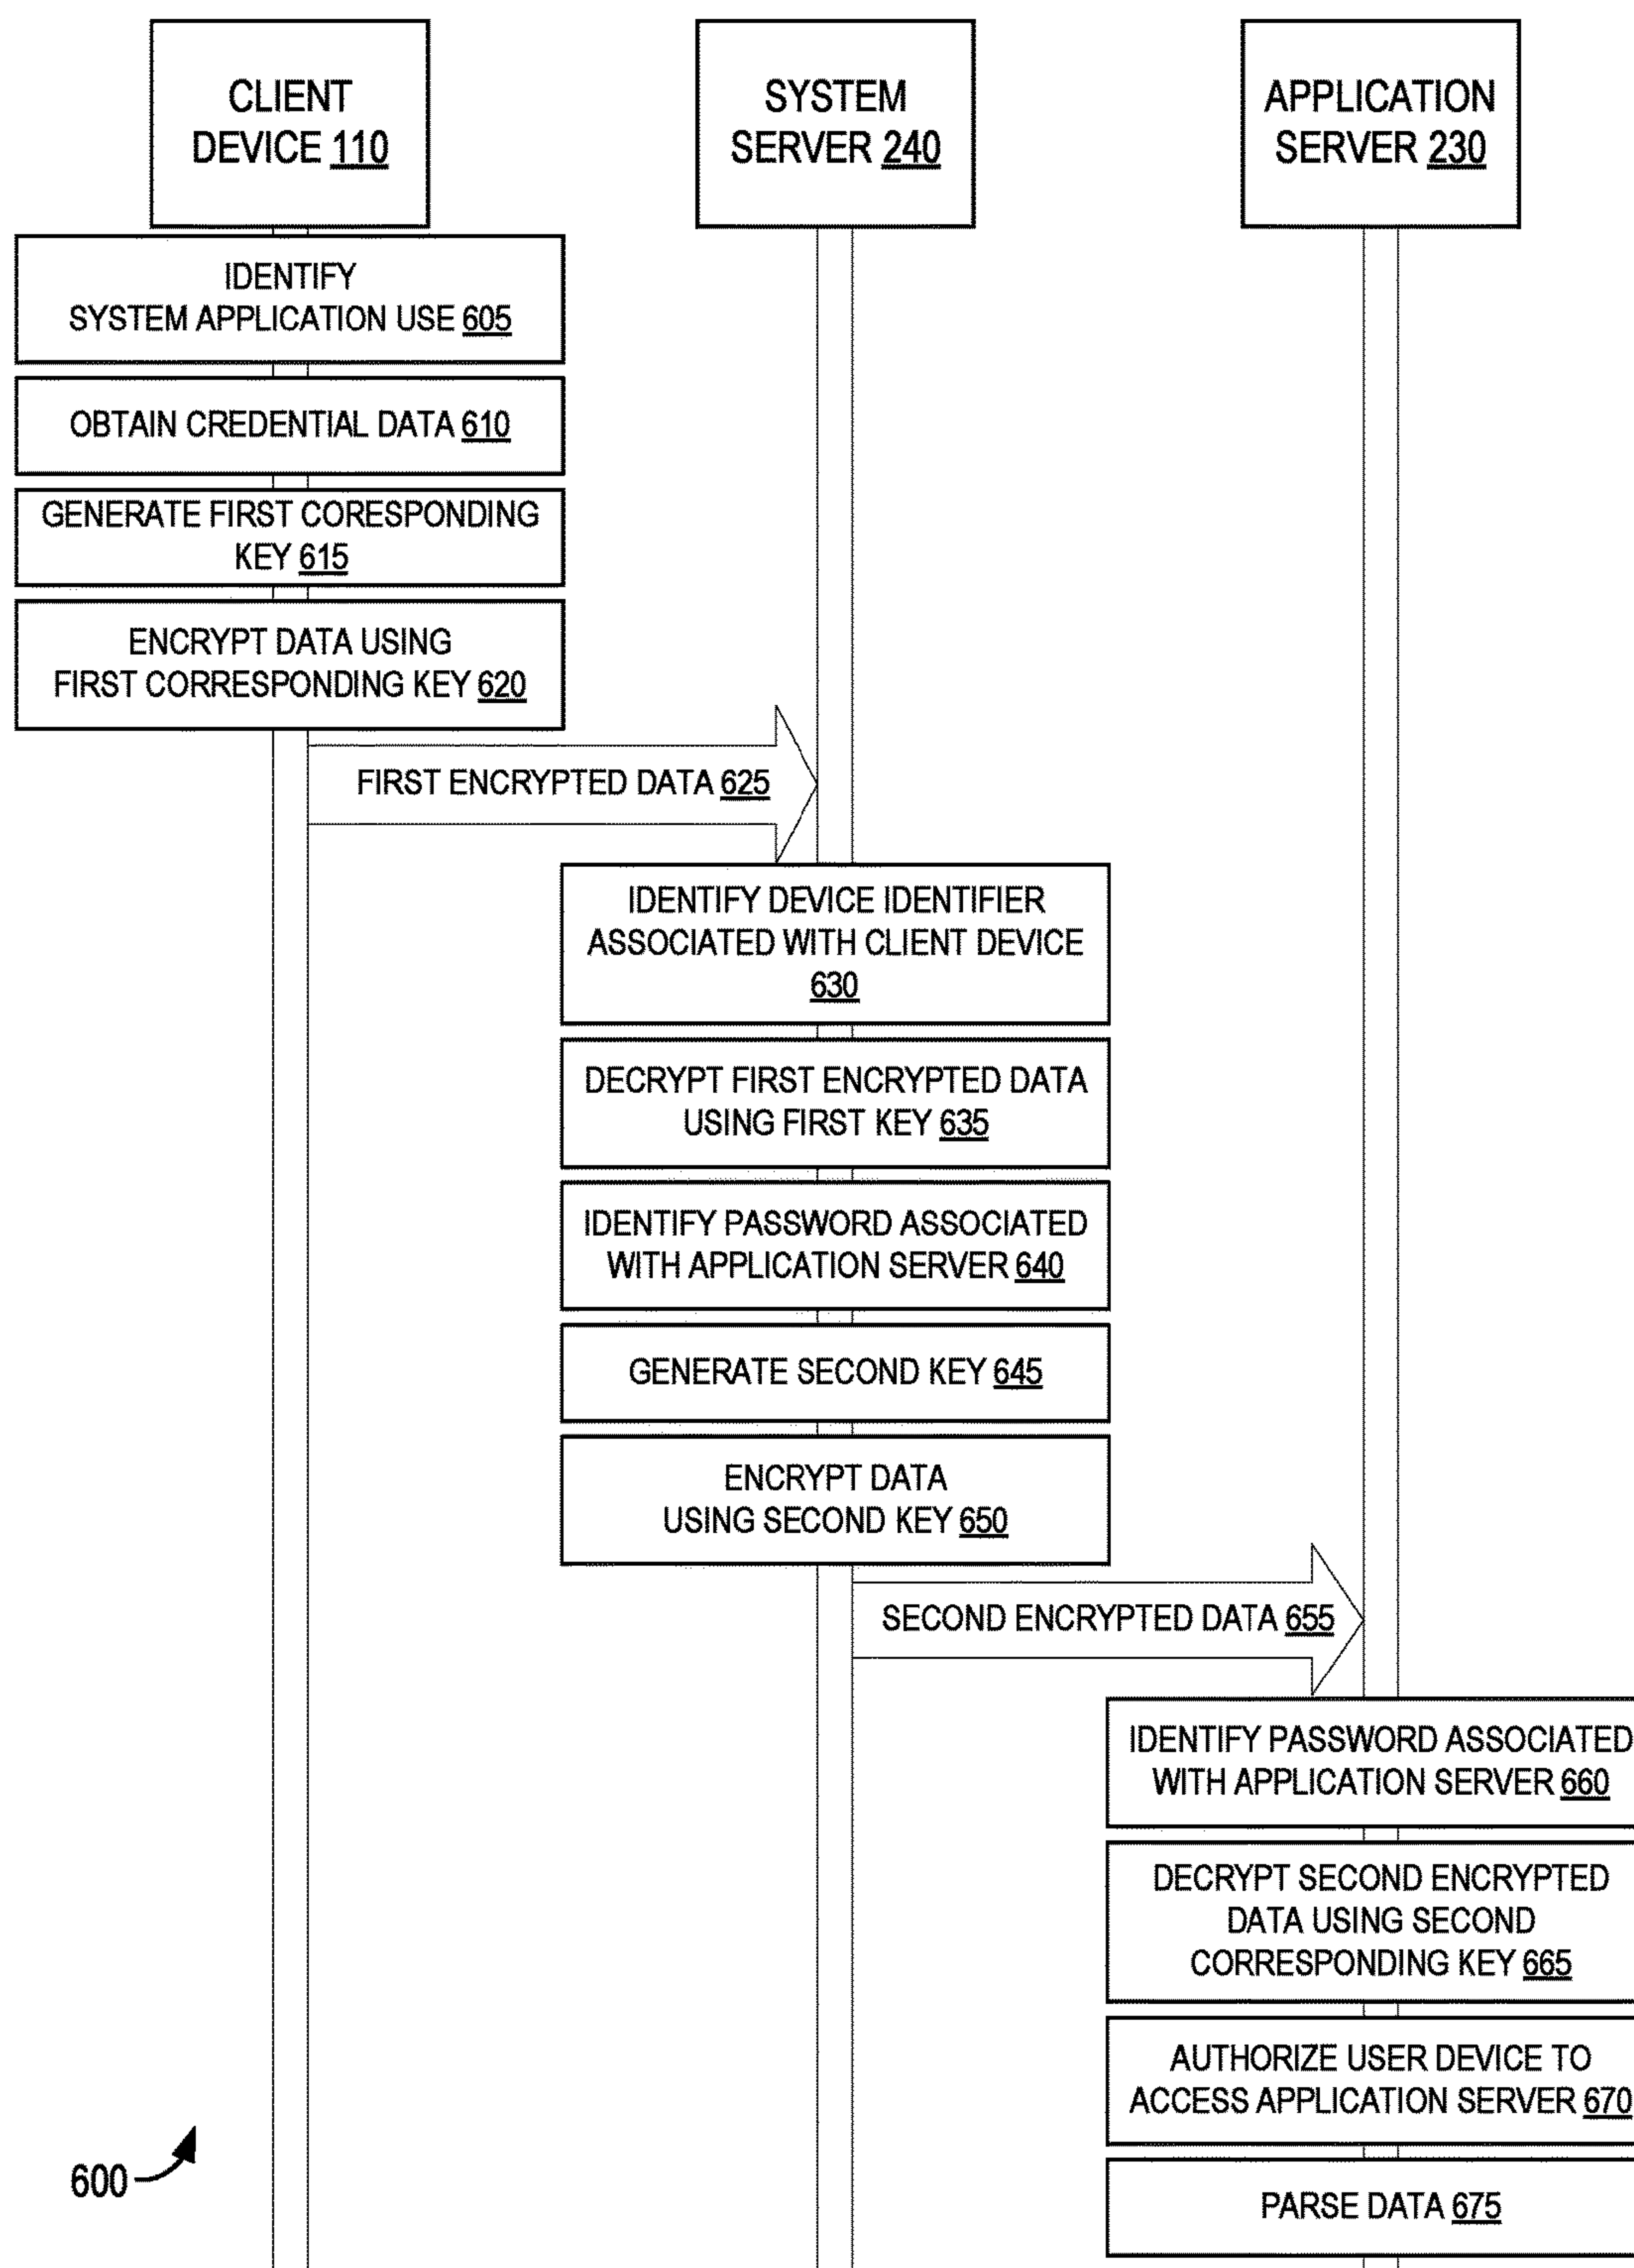 CLIENT
DEVICE 110
SYSTEM
SERVER 240
APPLICATION
SERVER 230
IDENTIFY
SYSTEM APPLICATION USE 605
OBTAIN CREDENTIAL DATA 610
GENERATE FIRST CORESPONDING
KEY 615
ENCRYPT DATA USING
FIRST CORRESPONDING KEY 620
FIRST ENCRYPTED DATA 625
IDENTIFY DEVICE IDENTIFIER
ASSOCIATED WITH CLIENT DEVICE
630
DECRYPT FIRST ENCRYPTED DATA
USING FIRST KEY 635
IDENTIFY PASSWORD ASSOCIATED
WITH APPLICATION SERVER 640
GENERATE SECOND KEY 645
ENCRYPT DATA
USING SECOND KEY 650
SECOND ENCRYPTED DATA 655
IDENTIFY PASSWORD ASSOCIATED
WITH APPLICATION SERVER 660
DECRYPT SECOND ENCRYPTED
DATA USING SECOND
CORRESPONDING KEY 665
AUTHORIZE USER DEVICE TO
ACCESS APPLICATION SERVER 670
PARSE DATA 675
600